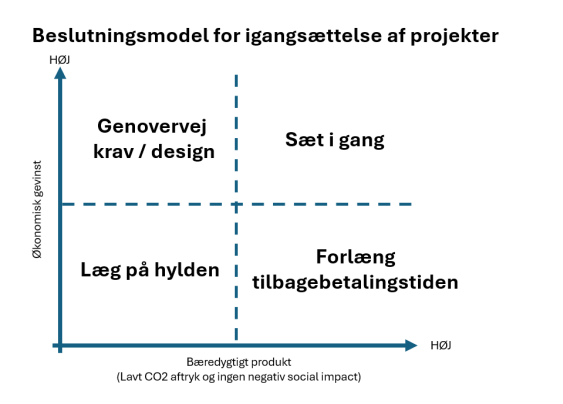 Beslutningsmodel for igangsættelse af projekter
HØJ
Genovervej
krav / design
Sæt i gang
Økonomisk gevinst
Læg på hylden
Forlæng
tilbagebetalingstiden
HØJ
Bæredygtigt produkt
(Lavt CO2 aftryk og ingen negativ social impact)